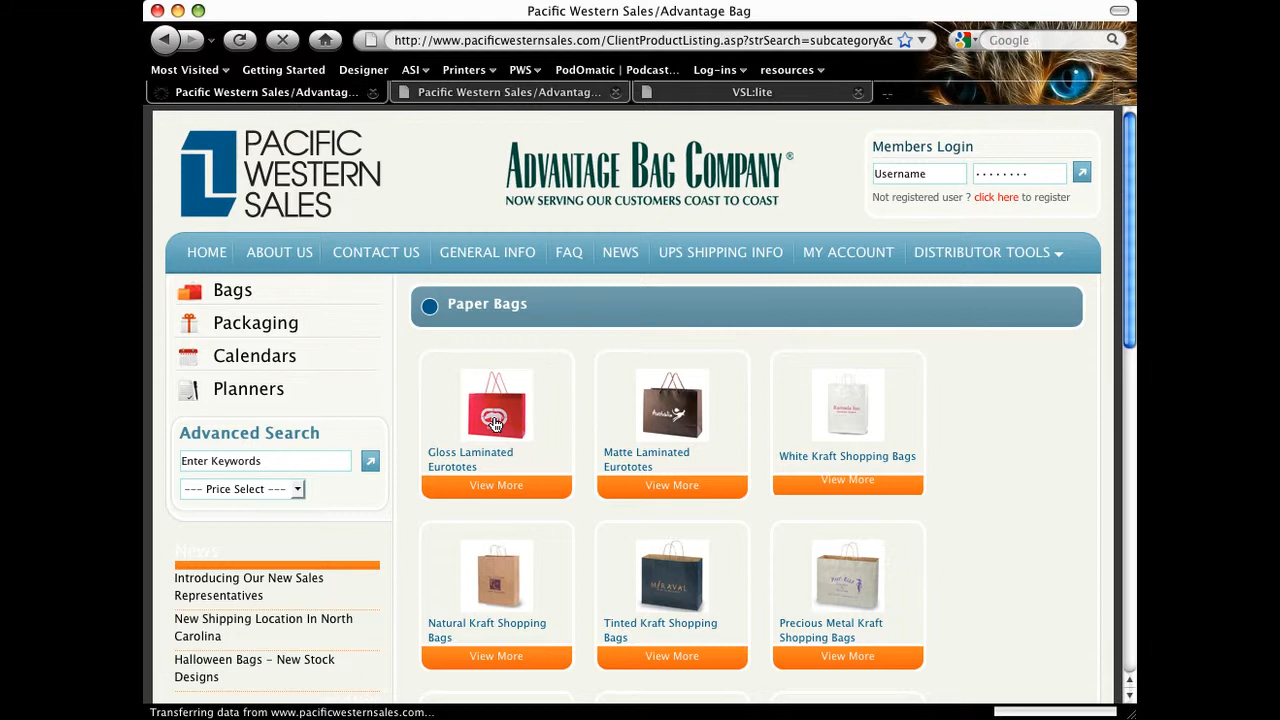 Pacific Western Sales/Advantage Bag
http://www.pacificwesternsales.com/ClientProductListing.asp?strSearch=subcategory&c
Google
Most Visited Getting Started Designer ASI Printers PWS PodOmatic | Podcast... Log-ins resources
Pacific Western Sales/Advantag... Pacific Western Sales/Advantag... VSL:lite
PACIFIC
WESTERN
SALES
ADVANTAGE BAG COMPANY®
NOW SERVING OUR CUSTOMERS COAST TO COAST
Members Login
Username
Not registered user ? click here to register
HOME ABOUT US CONTACT US GENERAL INFO FAQ NEWS UPS SHIPPING INFO MY ACCOUNT DISTRIBUTOR TOOLS
Bags
Packaging
Calendars
Planners
Advanced Search
Enter Keywords
--- Price Select ---
News
Introducing Our New Sales
Representatives
New Shipping Location In North
Carolina
Halloween Bags - New Stock
Designs
Paper Bags
Gloss Laminated
Eurototes
View More
Australia
Matte Laminated
Eurototes
View More
White Kraft Shopping Bags
View More
Natural Kraft Shopping
Bags
View More
MIRAVAL
Tinted Kraft Shopping
Bags
View More
Precious Metal Kraft
Shopping Bags
View More
Transferring data from www.pacificwesternsales.com...